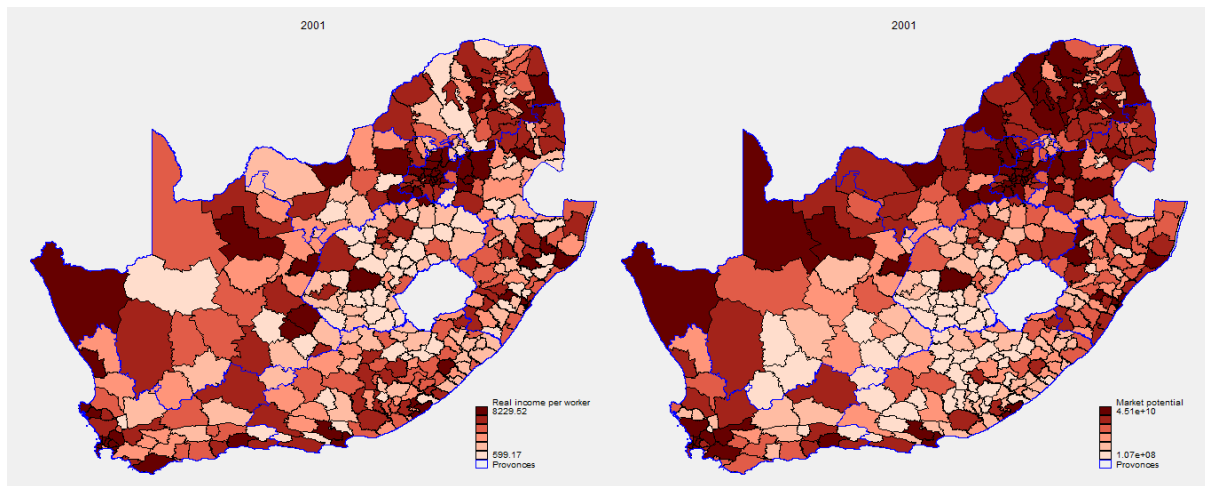 2001
Real income per worker
8229.52
599.17
Provonces
2001
Market potential
4.51e+10
1.07e+08
Provonces